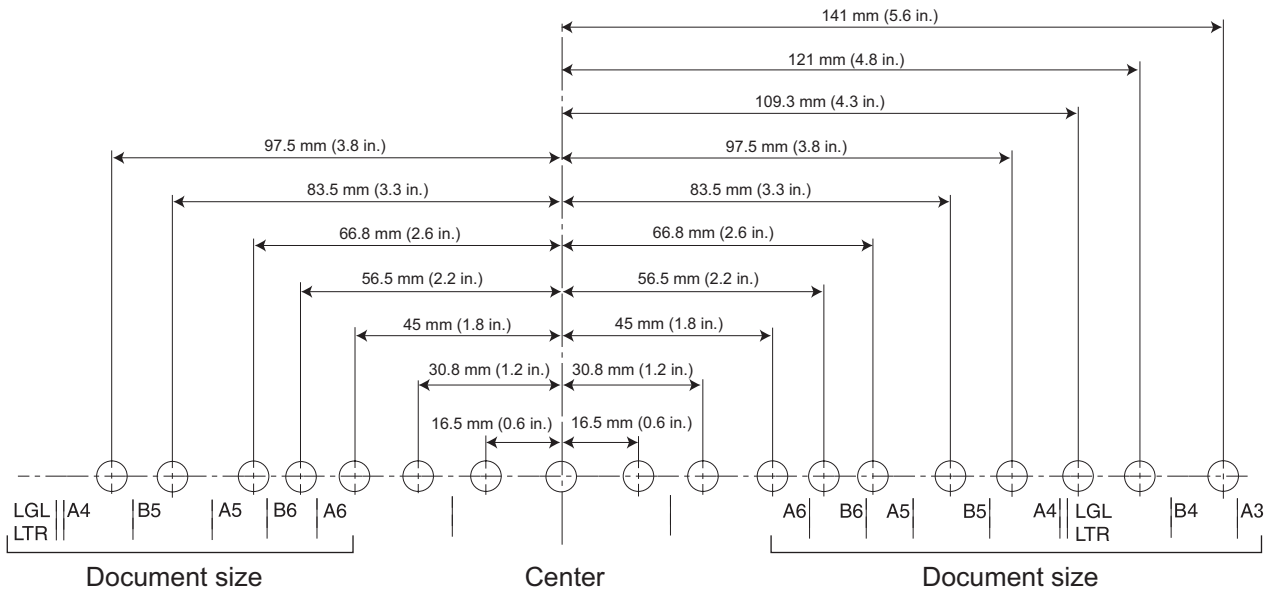 141 mm (5.6 in.)
121 mm (4.8 in.)
109.3 mm (4.3 in.)
97.5 mm (3.8 in.) 97.5 mm (3.8 in.)
83.5 mm (3.3 in.) 83.5 mm (3.3 in.)
66.8 mm (2.6 in.) 66.8 mm (2.6 in.)
56.5 mm (2.2 in.) 56.5 mm (2.2 in.)
45 mm (1.8 in.) 45 mm (1.8 in.)
30.8 mm (1.2 in.) 30.8 mm (1.2 in.)
16.5 mm (0.6 in.) 16.5 mm (0.6 in.)
LGL A4 B5 A5 B6 A6 A6 B6 A5 B5 A4 LGL B4 A3
LTR LTR
Document size Center Document size